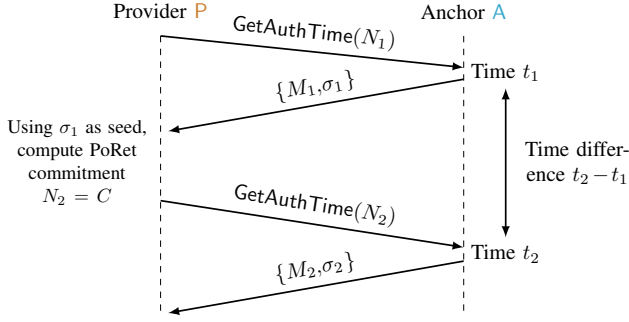 Provider P
Anchor A
GetAuthTime(N₁)
Time t₁
{M₁,σ₁}
Using σ₁ as seed,
compute PoRet
commitment
N₂ = C
Time differ-
ence t₂−t₁
GetAuthTime(N₂)
Time t₂
{M₂,σ₂}